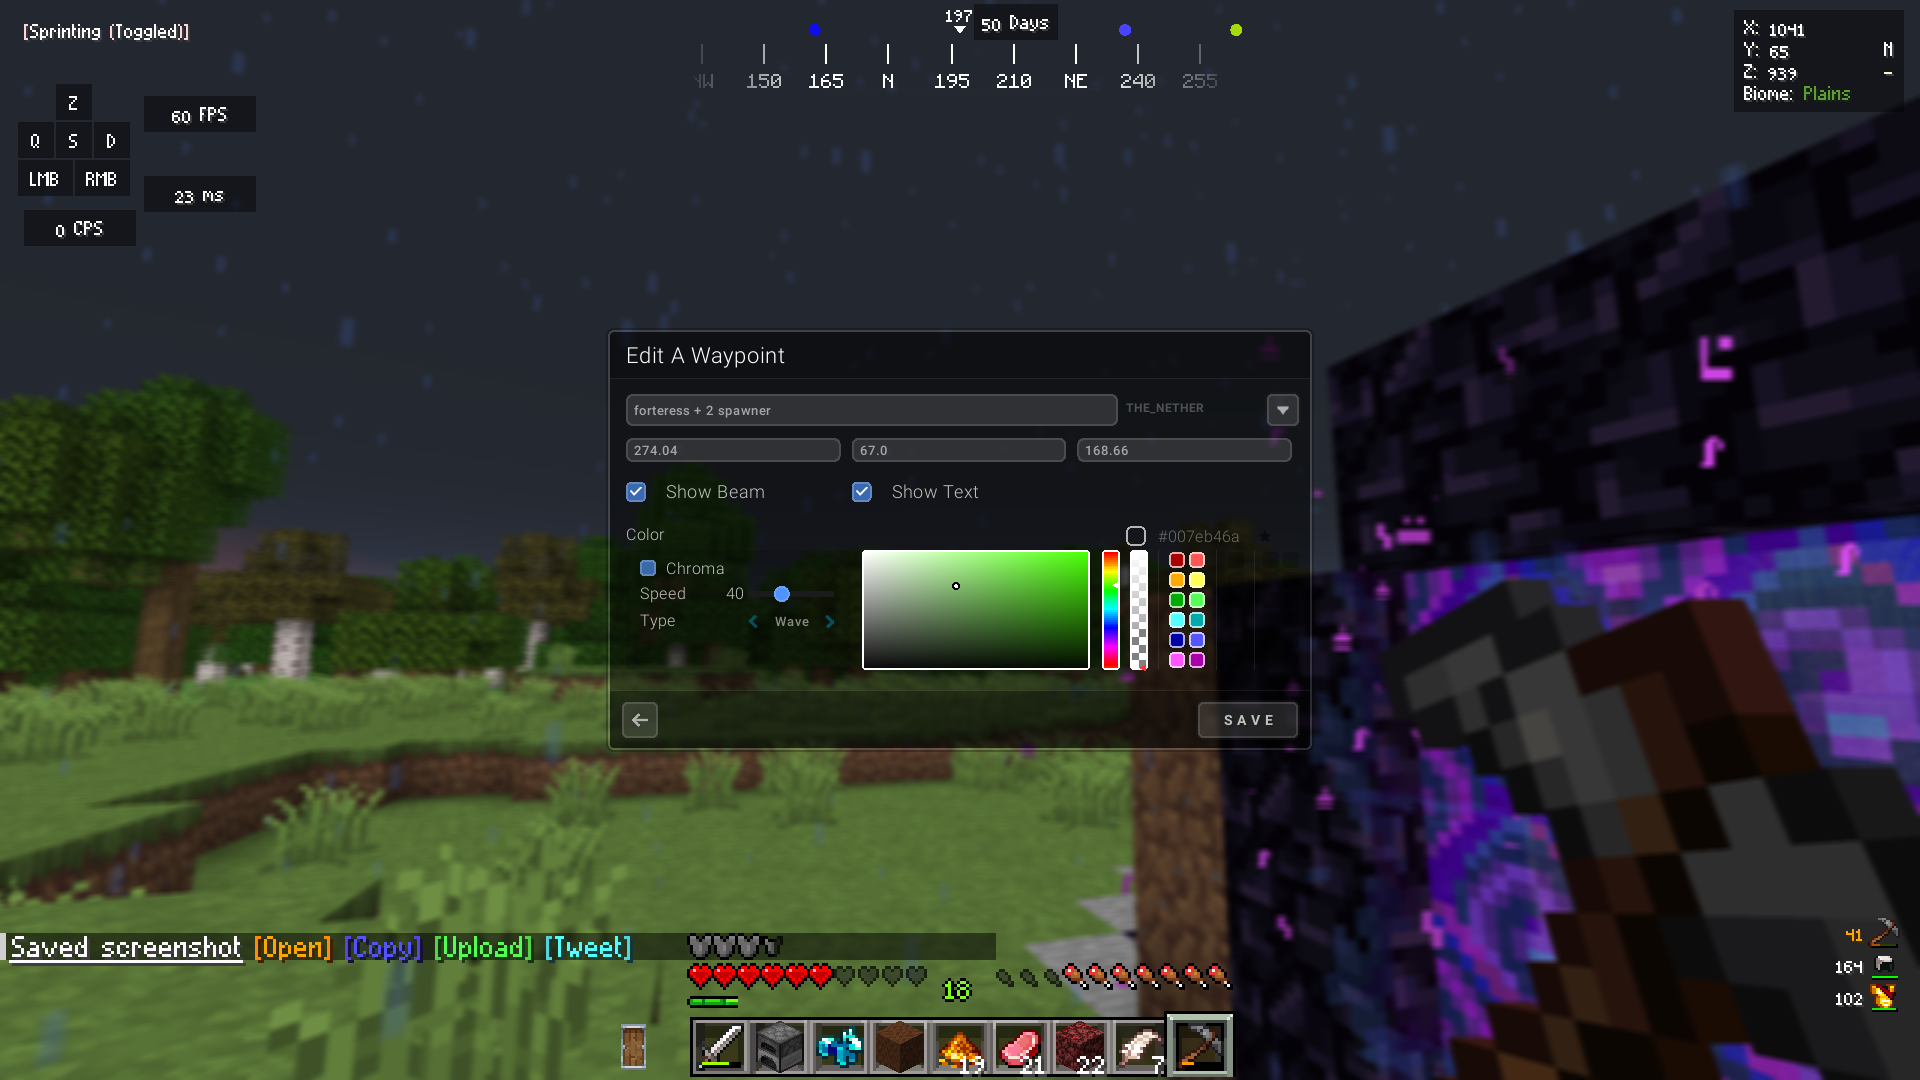 [Sprinting (Toggled)]
197
50 Days
150 165 N 195 210 NE 240 255
X: 1041
Y: 65 N
Z: 939 -
Biome: Plains
Z
60 FPS
Q S D
LMB RMB
23 ms
0 CPS
Edit A Waypoint
forteress + 2 spawner
THE_NETHER
274.04 67.0 168.66
Show Beam Show Text
Color
#007eb46a
Chroma
Speed 40
Type Wave
SAVE
Saved screenshot [Open] [Copy] [Upload] [Tweet]
41
164
102
18
19 21 22 7